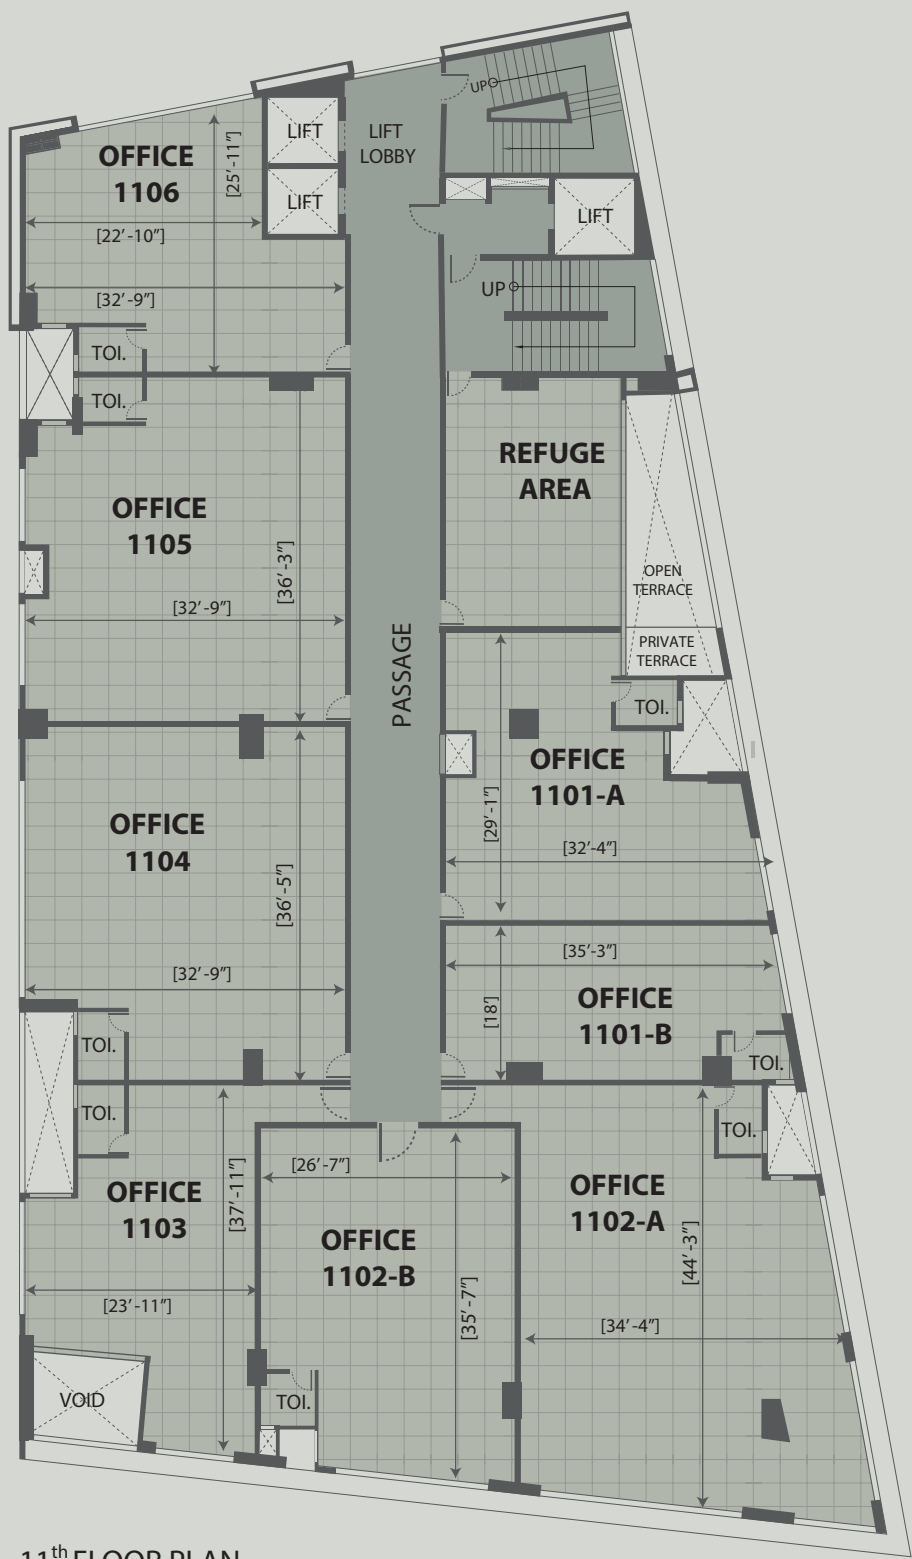 UP
LIFT
LIFT
LOBBY
OFFICE
1106
[25'-11"]
LIFT
LIFT
[22'-10"]
UP
[32'-9"]
TOI.
TOI.
REFUGE
AREA
OFFICE
1105
[36'-3"]
OPEN
TERRACE
[32'-9"]
PRIVATE
TERRACE
PASSAGE
TOI.
OFFICE
1101-A
OFFICE
1104
[29'-1"]
[32'-4"]
[36'-5"]
[35'-3"]
[32'-9"]
OFFICE
1101-B
[18']
TOI.
TOI.
TOI.
TOI.
[26'-7"]
OFFICE
1103
[37'-11"]
OFFICE
1102-A
OFFICE
1102-B
[44'-3"]
[23'-11"]
[35'-7"]
[34'-4"]
VOID
TOI.
11th FLOOR PLAN